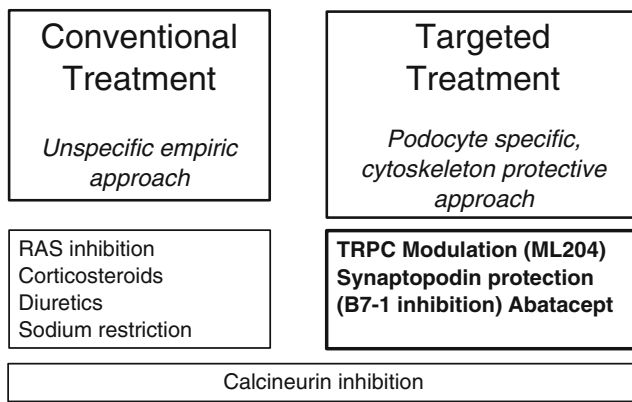 Conventional
Treatment
Unspecific empiric
approach
Targeted
Treatment
Podocyte specific,
cytoskeleton protective
approach
RAS inhibition
Corticosteroids
Diuretics
Sodium restriction
TRPC Modulation (ML204)
Synaptopodin protection
(B7-1 inhibition) Abatacept
Calcineurin inhibition